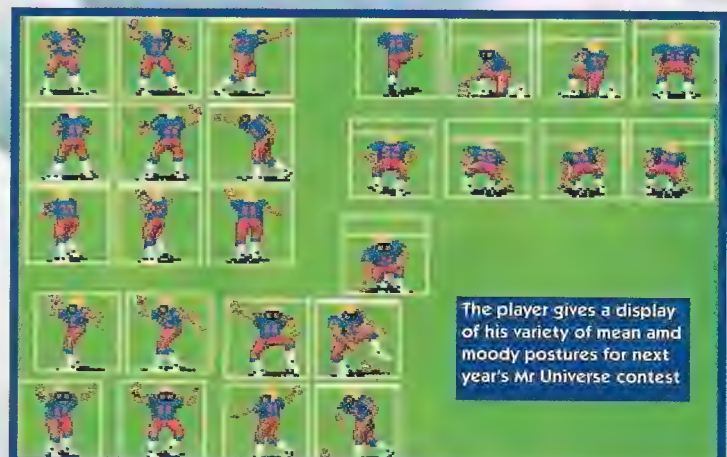 The player gives a display
of his variety of mean amd
moody postures for next
year's Mr Universe contest